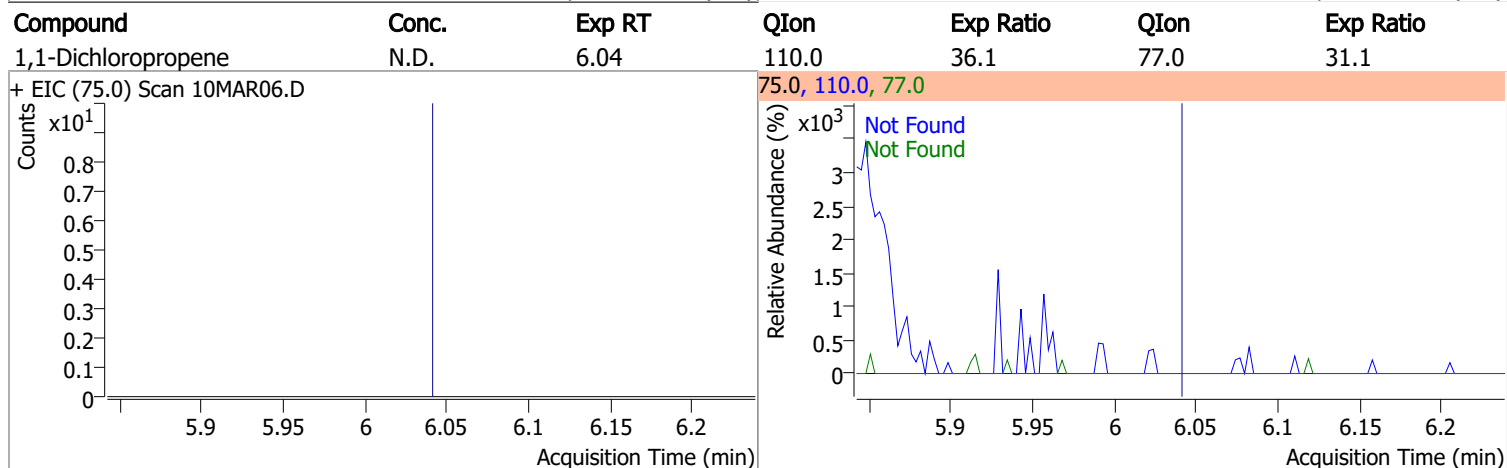 Compound Conc. Exp RT QIon Exp Ratio QIon Exp Ratio
1,1-Dichloropropene N.D. 6.04 110.0 36.1 77.0 31.1
+ EIC (75.0) Scan 10MAR06.D
Counts
x10¹
0.8
0.7
0.6
0.5
0.4
0.3
0.2
0.1
0
5.9 5.95 6 6.05 6.1 6.15 6.2
Acquisition Time (min)
75.0, 110.0, 77.0
Relative Abundance (%)
x10³
Not Found
Not Found
3
2.5
2
1.5
1
0.5
0
5.9 5.95 6 6.05 6.1 6.15 6.2
Acquisition Time (min)